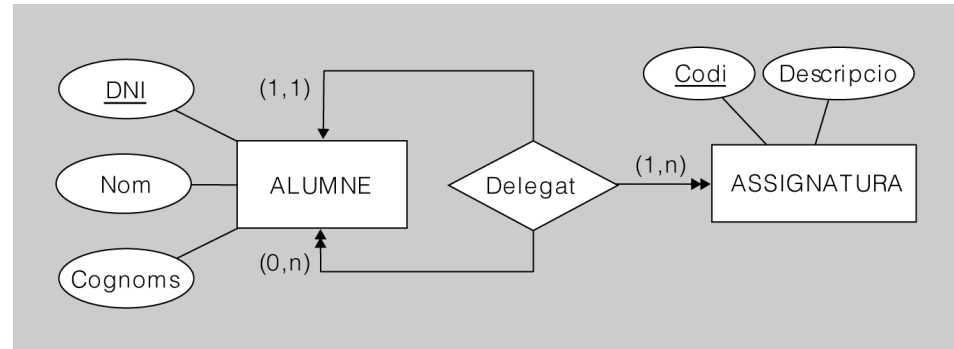 DNI
Nom
Cognoms
ALUMNE
(1,1)
(0,n)
Delegat
(1,n)
Codi
Descripcio
ASSIGNATURA